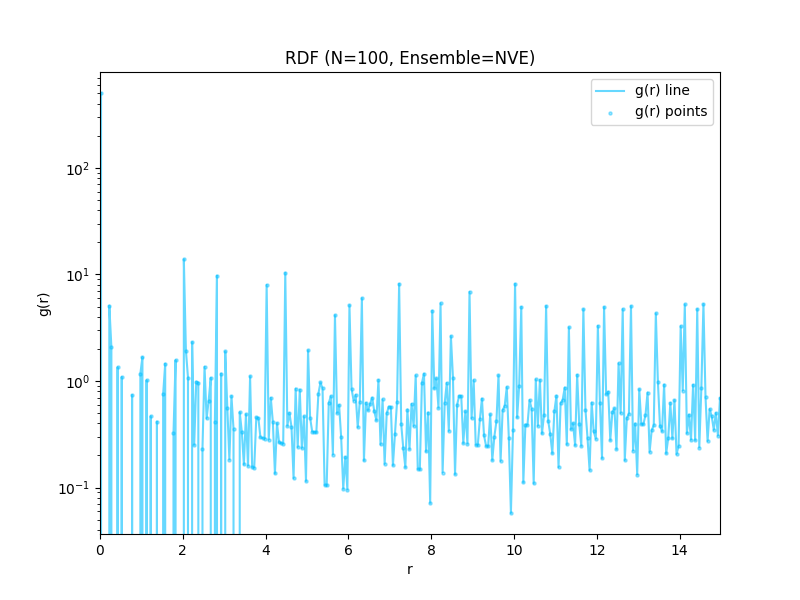 RDF (N=100, Ensemble=NVE)
g(r) line
g(r) points
g(r)
10²
10¹
10⁰
10⁻¹
0 2 4 6 8 10 12 14
r